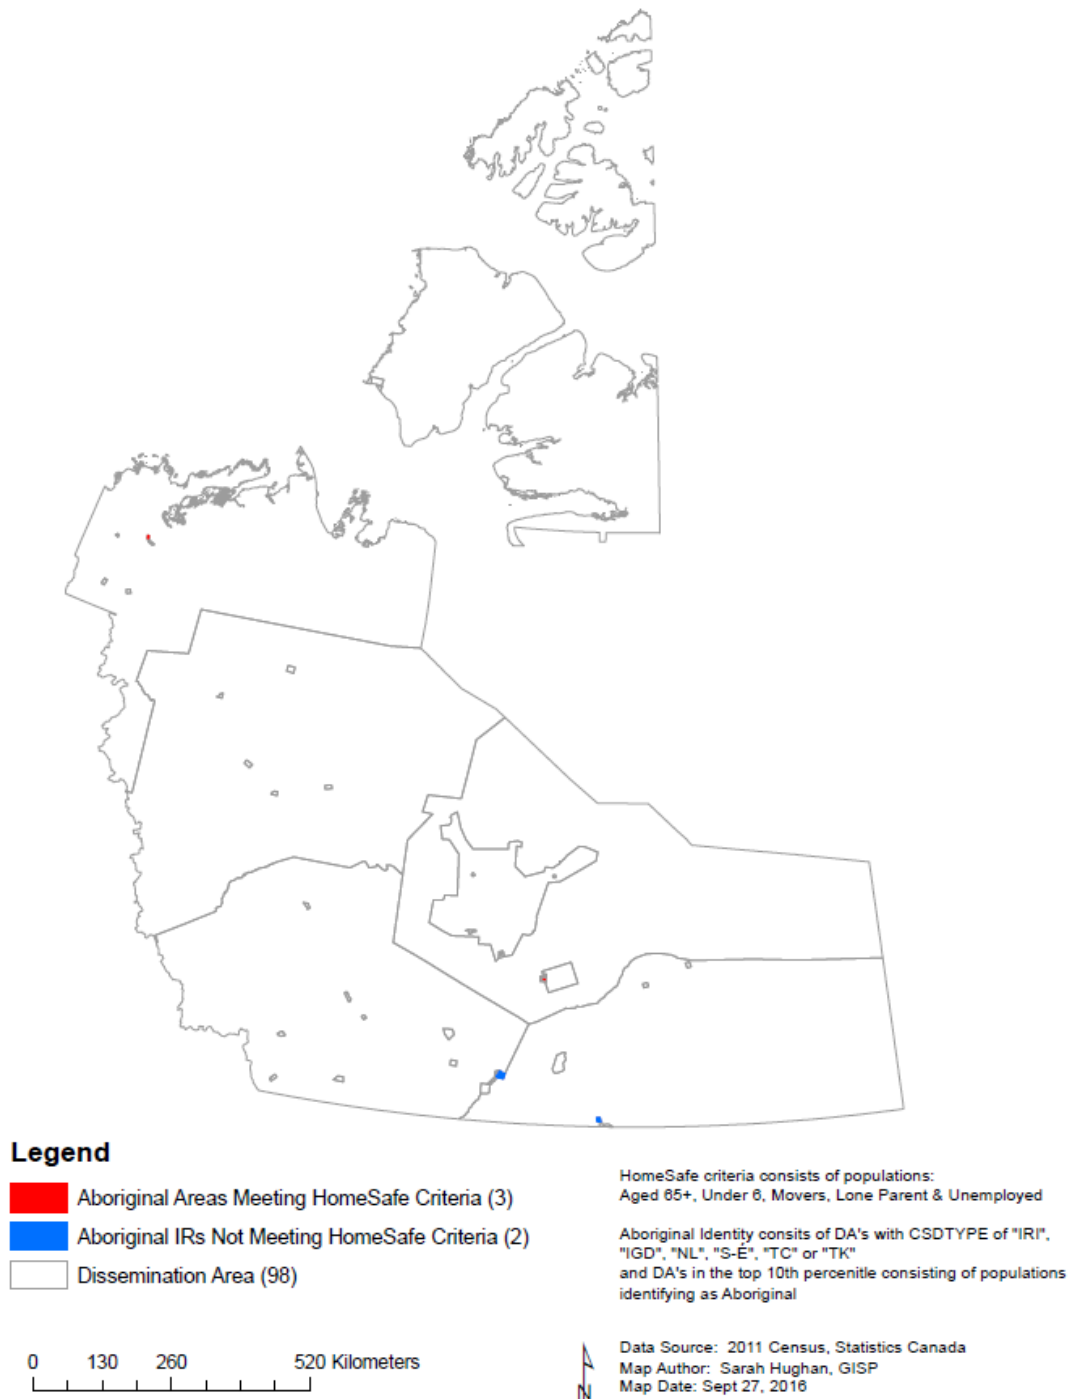 Legend
Aboriginal Areas Meeting HomeSafe Criteria (3)
Aboriginal IRs Not Meeting HomeSafe Criteria (2)
Dissemination Area (98)
HomeSafe criteria consists of populations:
Aged 65+, Under 6, Movers, Lone Parent & Unemployed
Aboriginal Identity consits of DA's with CSDTYPE of "IRI",
"IGD", "NL", "S-É", "TC" or "TK"
and DA's in the top 10th percenitle consisting of populations
identifying as Aboriginal
0 130 260 520 Kilometers
N
Data Source: 2011 Census, Statistics Canada
Map Author: Sarah Hughan, GISP
Map Date: Sept 27, 2016